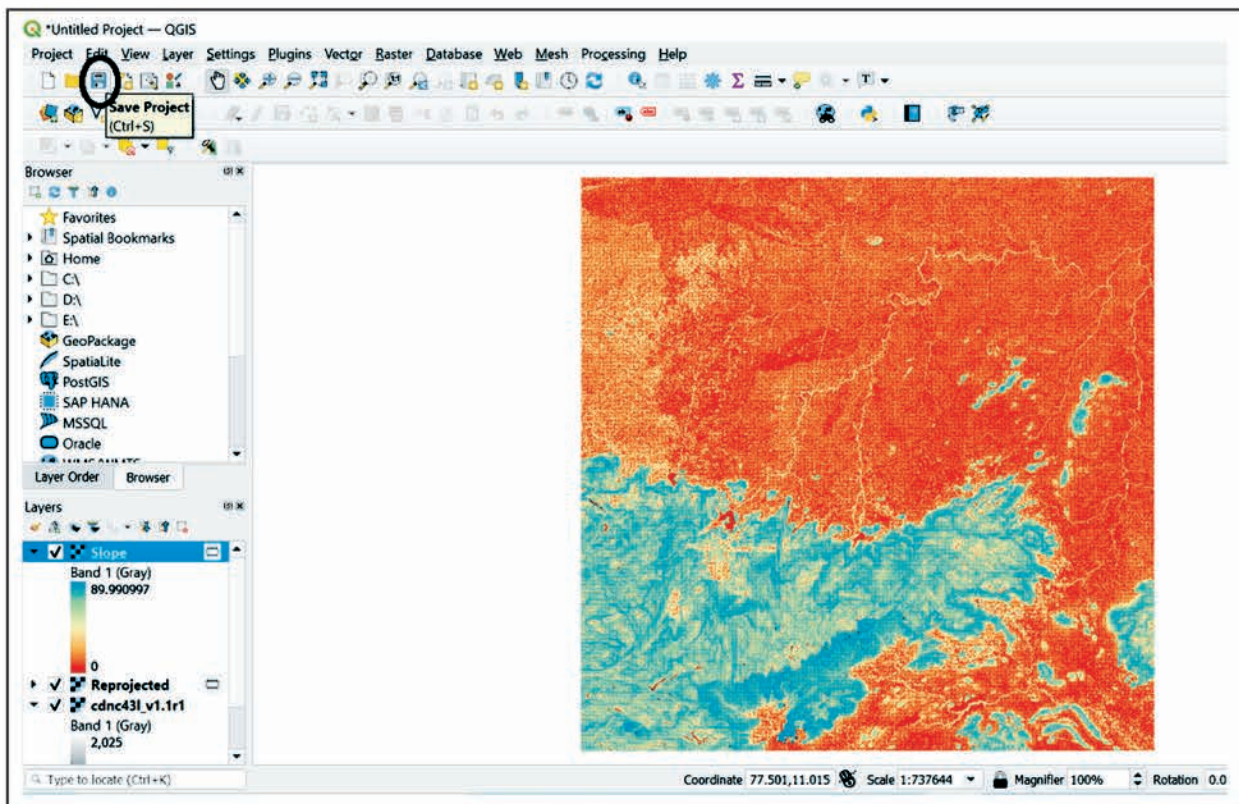 *Untitled Project — QGIS
Project Edit View Layer Settings Plugins Vector Raster Database Web Mesh Processing Help
Save Project
(Ctrl+S)
Browser
Favorites
Spatial Bookmarks
Home
C:\
D:\
E:\
GeoPackage
SpatiaLite
PostGIS
SAP HANA
MSSQL
Oracle
Layer Order Browser
Layers
Slope
Band 1 (Gray)
89.990997
0
Reprojected
cdnc43l_v1.1r1
Band 1 (Gray)
2,025
Type to locate (Ctrl+K)
Coordinate 77.501,11.015 Scale 1:737644 Magnifier 100% Rotation 0.0